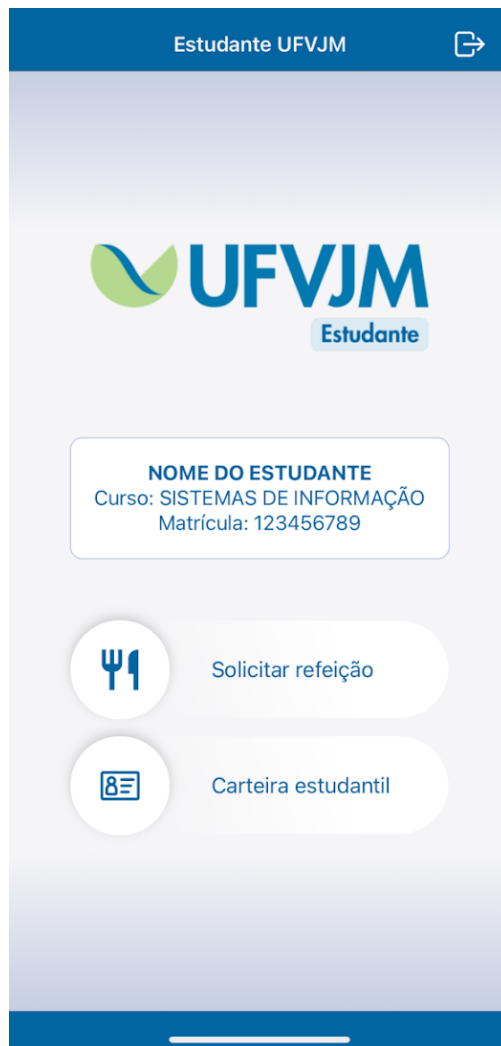 Estudante UFVJM
UFVJM
Estudante
NOME DO ESTUDANTE
Curso: SISTEMAS DE INFORMAÇÃO
Matrícula: 123456789
Solicitar refeição
Carteira estudantil